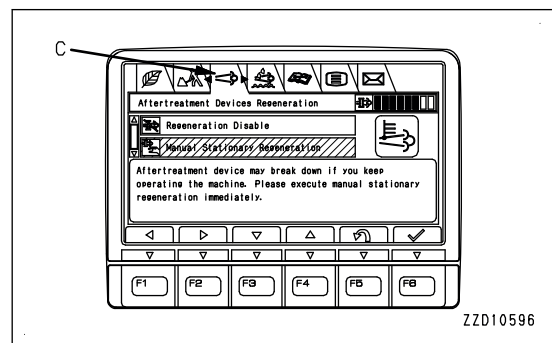 C
Aftertreatment Devices Regeneration
Regeneration Disable
Manual Stationary Regeneration
Aftertreatment device may break down if you keep
operating the machine. Please execute manual stationary
regeneration immediately.
F1 F2 F3 F4 F5 F6
ZZD10596